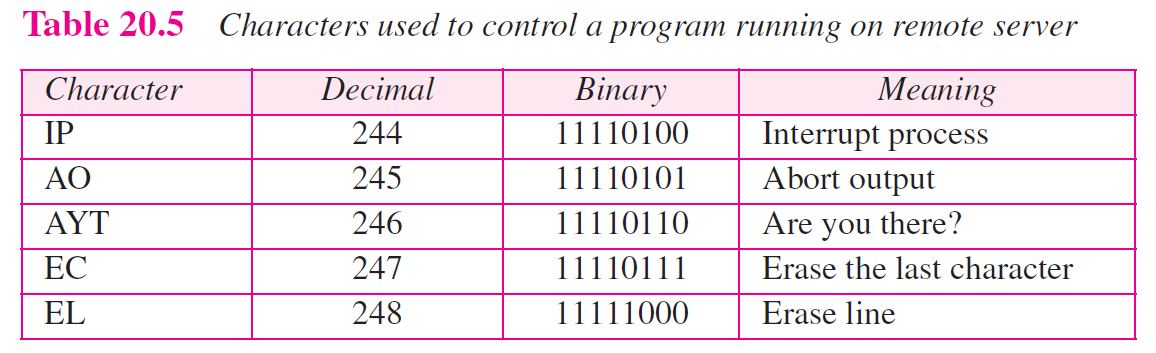 Table 20.5 Characters used to control a program running on remote server
Character Decimal Binary Meaning
IP 244 11110100 Interrupt process
AO 245 11110101 Abort output
AYT 246 11110110 Are you there?
EC 247 11110111 Erase the last character
EL 248 11111000 Erase line